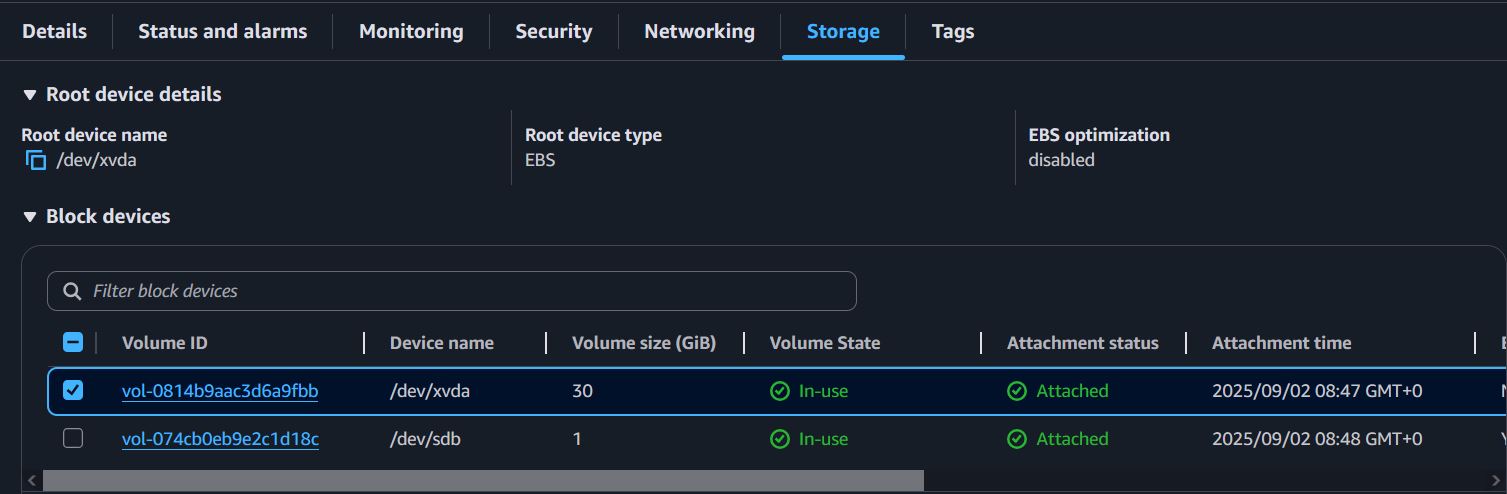 Details Status and alarms Monitoring Security Networking Storage Tags
Root device details
Root device name Root device type EBS optimization
/dev/xvda EBS disabled
Block devices
Filter block devices
Volume ID Device name Volume size (GiB) Volume State Attachment status Attachment time
vol-0814b9aac3d6a9fbb /dev/xvda 30 In-use Attached 2025/09/02 08:47 GMT+0
vol-074cb0eb9e2c1d18c /dev/sdb 1 In-use Attached 2025/09/02 08:48 GMT+0